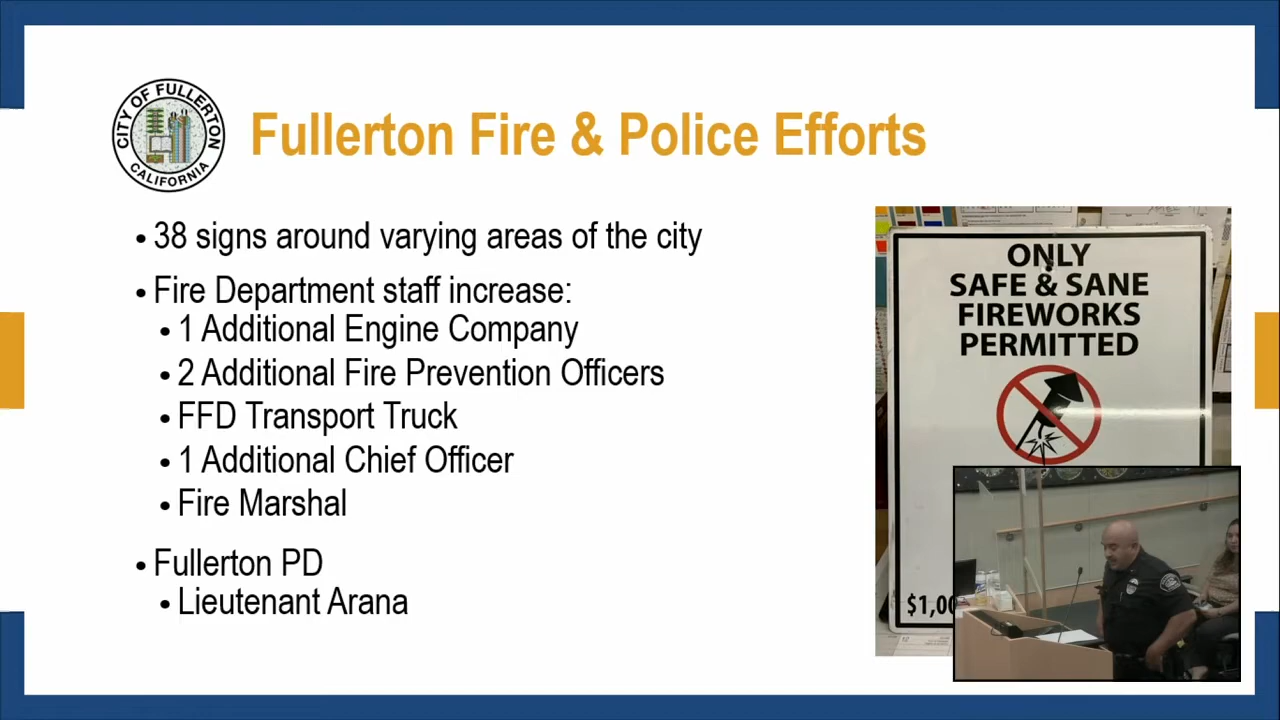 CITY OF FULLERTON
CALIFORNIA
Fullerton Fire & Police Efforts
• 38 signs around varying areas of the city
• Fire Department staff increase:
• 1 Additional Engine Company
• 2 Additional Fire Prevention Officers
• FFD Transport Truck
• 1 Additional Chief Officer
• Fire Marshal
• Fullerton PD
• Lieutenant Arana
ONLY
SAFE & SANE
FIREWORKS
PERMITTED
$1,00